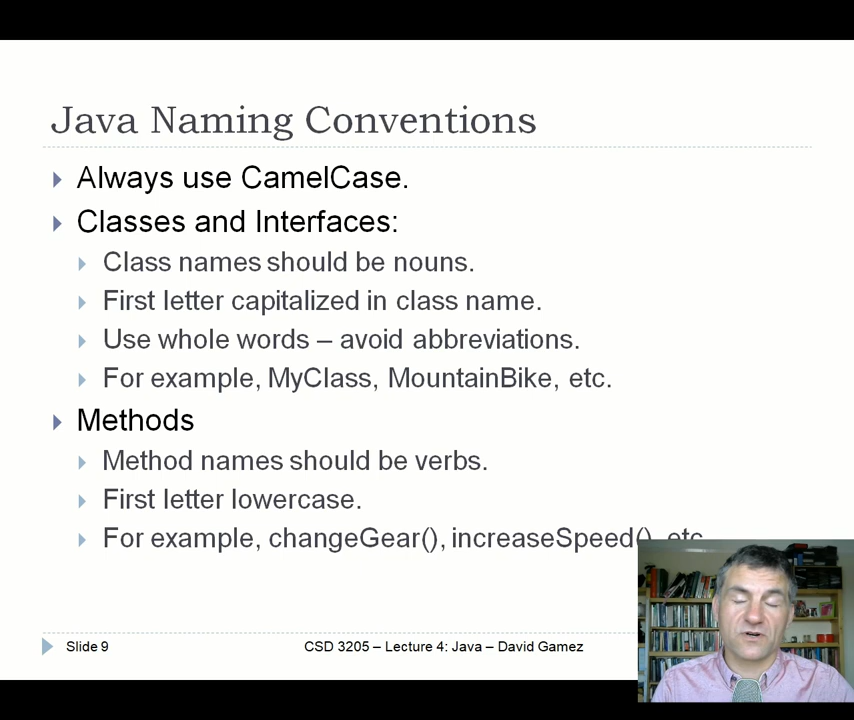 Java Naming Conventions
Always use CamelCase.
Classes and Interfaces:
Class names should be nouns.
First letter capitalized in class name.
Use whole words – avoid abbreviations.
For example, MyClass, MountainBike, etc.
Methods
Method names should be verbs.
First letter lowercase.
For example, changeGear(), increaseSpeed(), etc
Slide 9
CSD 3205 – Lecture 4: Java – David Gamez